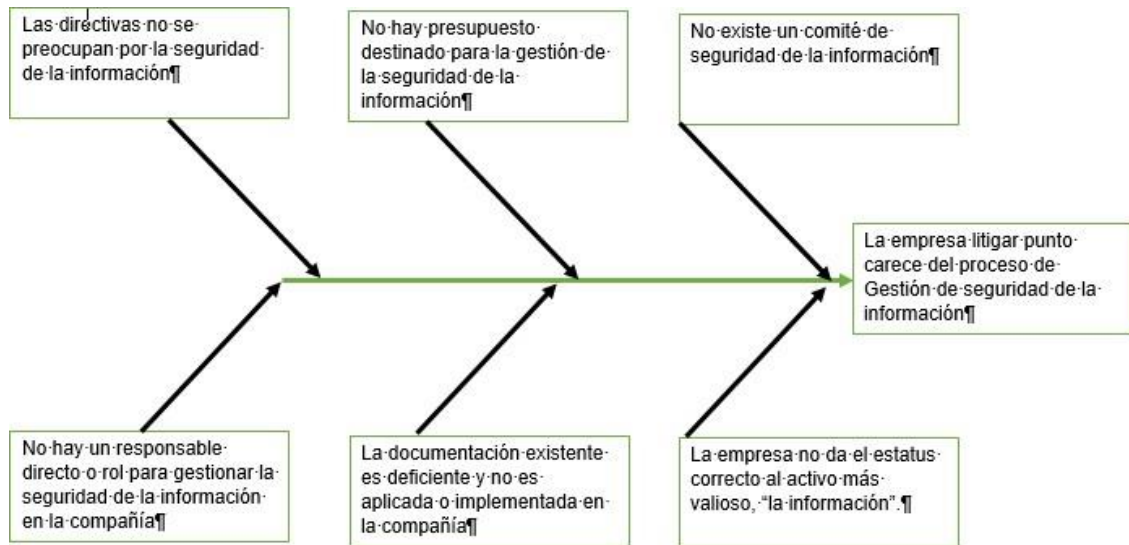 Las directivas no se
preocupan por la seguridad
de la información¶
No hay presupuesto
destinado para la gestión de
la seguridad de la
información¶
No existe un comité de
seguridad de la información¶
La empresa litigar punto
carece del proceso de
Gestión de seguridad de la
información¶
No hay un responsable
directo o rol para gestionar la
seguridad de la información
en la compañía¶
La documentación existente
es deficiente y no es
aplicada o implementada en
la compañía¶
La empresa no da el estatus
correcto al activo más
valioso, “la información”.¶